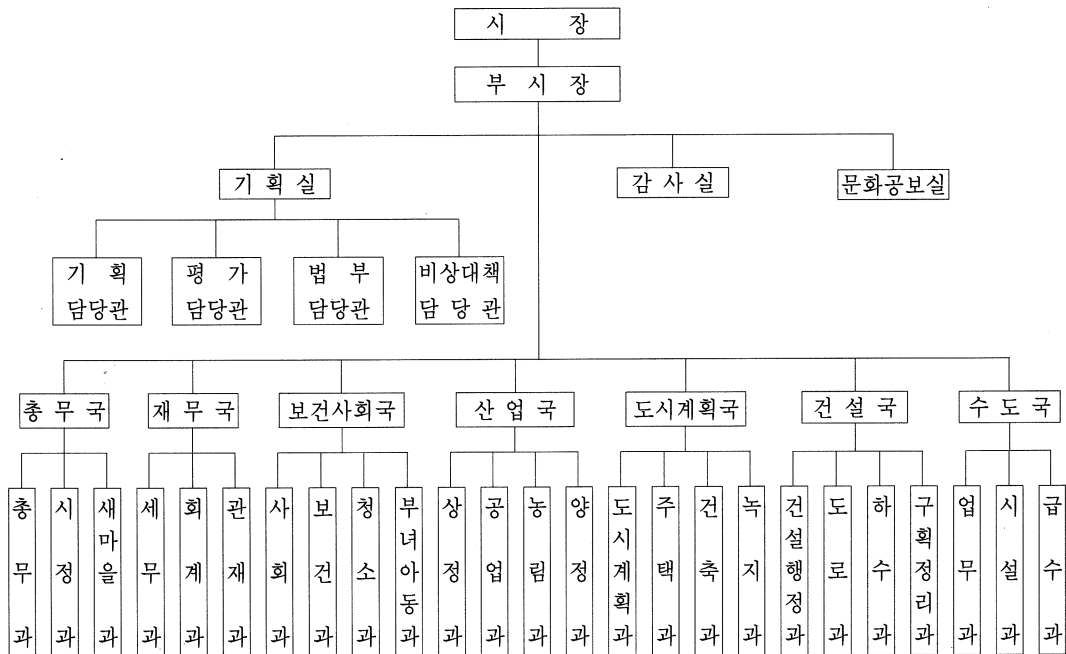 시 장
부 시 장
기 획 실
감 사 실
문화공보실
기 획
담당관
평 가
담당관
법 부
담당관
비상대책
담 당 관
총 무 국
재 무 국
보건사회국
산 업 국
도시계획국
건 설 국
수 도 국
총무과
시정과
새마을과
세무과
회계과
관재과
사회과
보건과
청소과
부녀아동과
상정과
공업과
농림과
양정과
도시계획과
주택과
건축과
녹지과
건설행정과
도로과
하수과
구획정리과
업무과
시설과
급수과